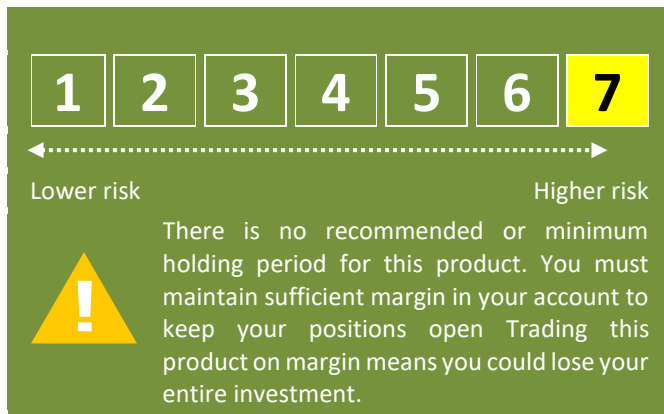 1 2 3 4 5 6 7
Lower risk Higher risk
There is no recommended or minimum
holding period for this product. You must
maintain sufficient margin in your account to
keep your positions open Trading this
product on margin means you could lose your
entire investment.
!